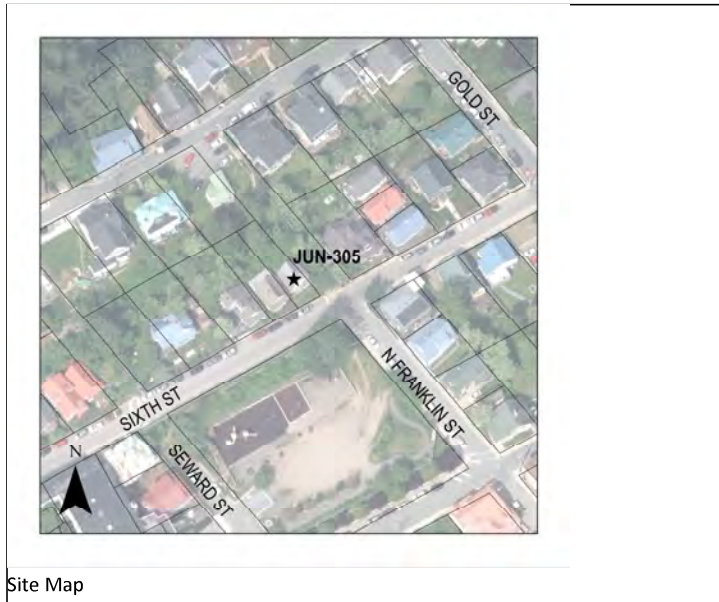 GOLD ST
JUN-305
N FRANKLIN ST
SIXTH ST
N
SEWARD ST
Site Map